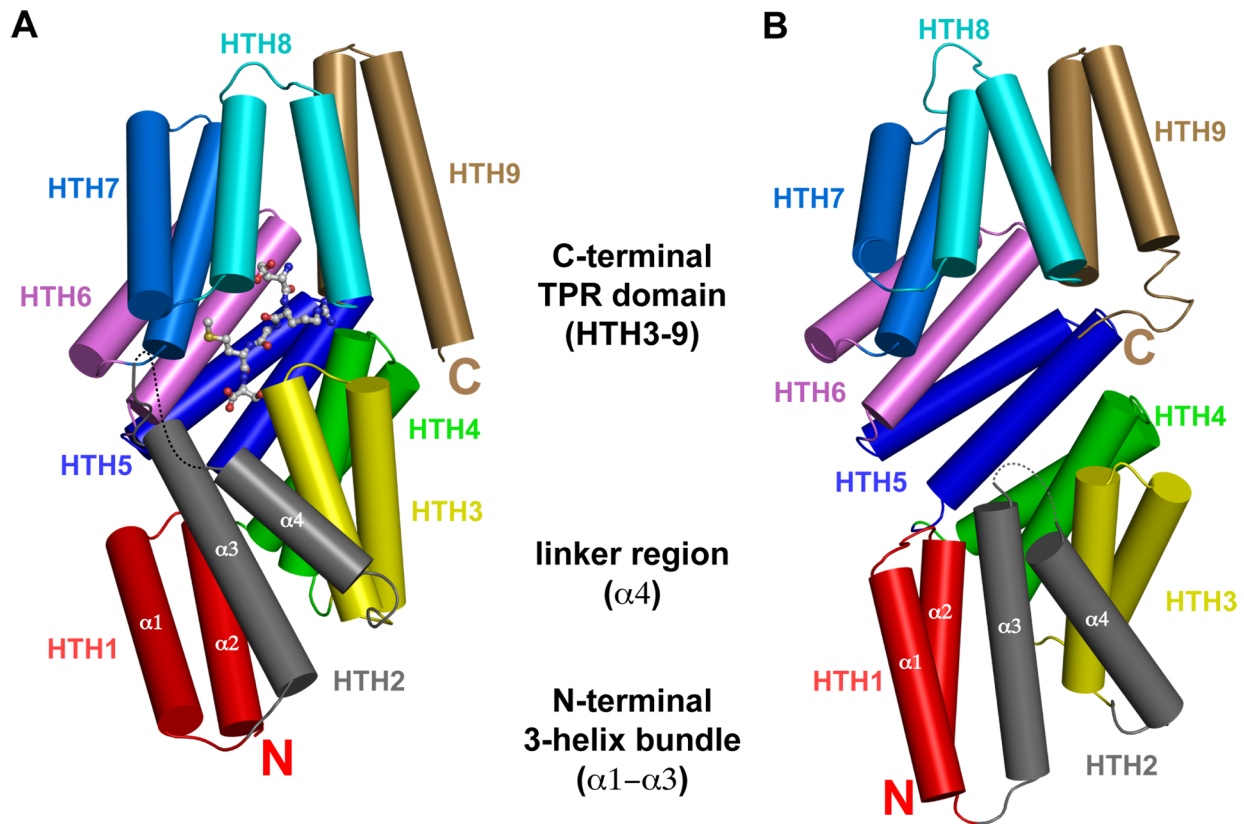 A
HTH8
HTH7
HTH9
HTH6
C
HTH4
HTH5
HTH3
α4
α3
α1
α2
HTH1
HTH2
N
C-terminal
TPR domain
(HTH3-9)
linker region
(α4)
N-terminal
3-helix bundle
(α1–α3)
B
HTH8
HTH9
HTH7
C
HTH6
HTH4
HTH5
HTH3
α2
α3
α4
α1
HTH1
HTH2
N